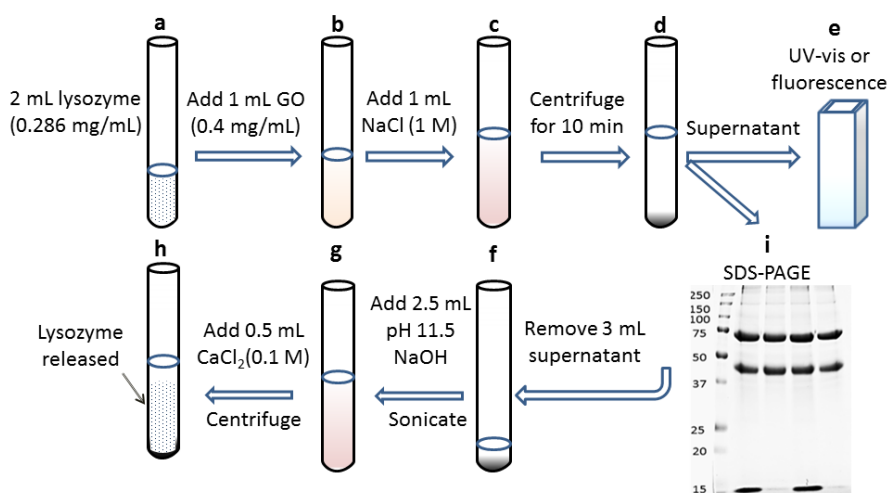 a
2 mL lysozyme
(0.286 mg/mL)
Add 1 mL GO
(0.4 mg/mL)
b
Add 1 mL
NaCl (1 M)
c
Centrifuge
for 10 min
d
Supernatant
e
UV-vis or
fluorescence
h
Lysozyme
released
Add 0.5 mL
CaCl2(0.1 M)
Centrifuge
g
Add 2.5 mL
pH 11.5
NaOH
Sonicate
f
Remove 3 mL
supernatant
i
SDS-PAGE
250
150
100
75
50
37
25
20
15